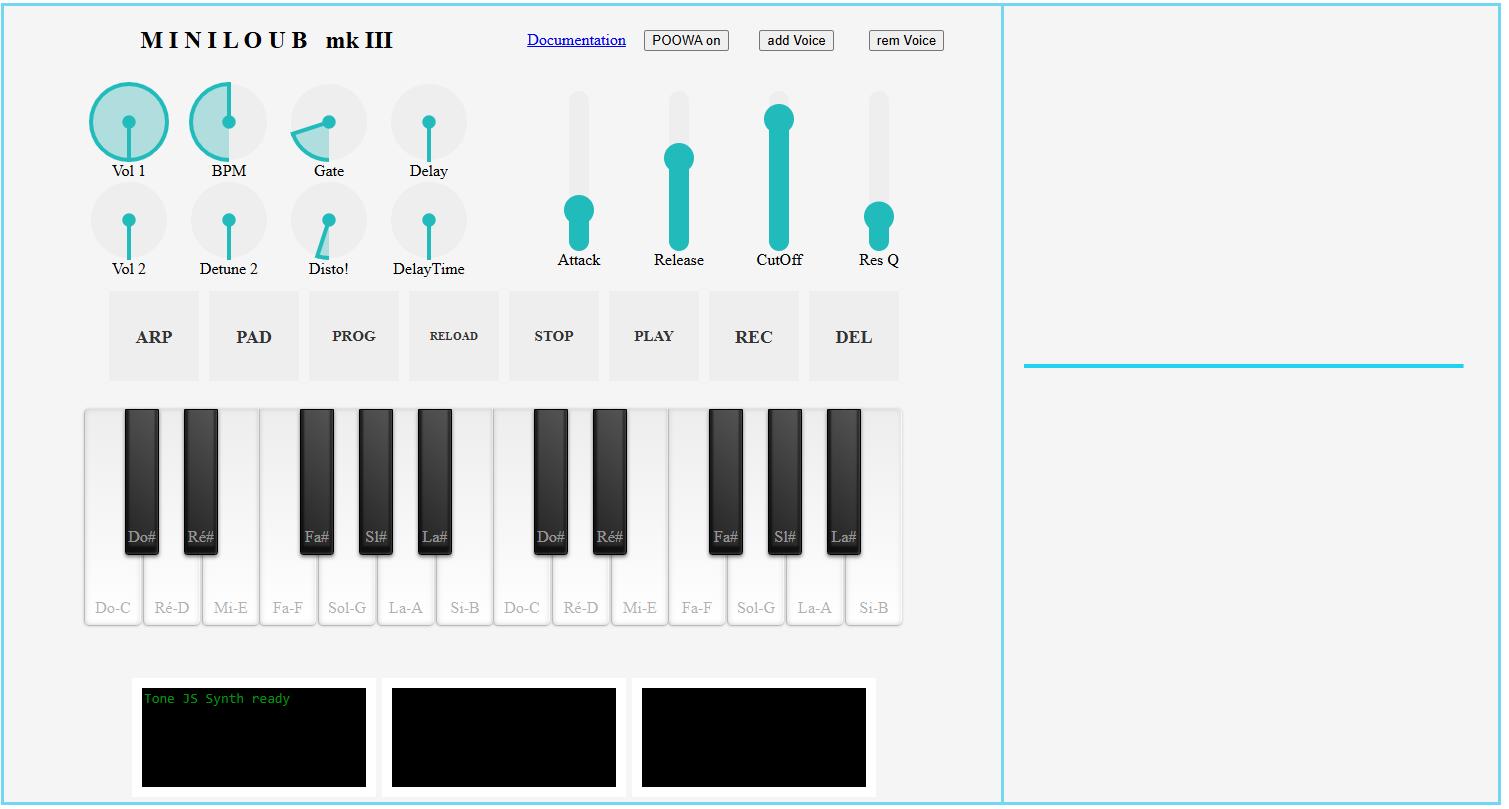 M I N I L O U B   mk III
Documentation
POOWA on
add Voice
rem Voice
Vol 1
BPM
Gate
Delay
Vol 2
Detune 2
Disto!
DelayTime
Attack
Release
CutOff
Res Q
ARP
PAD
PROG
RELOAD
STOP
PLAY
REC
DEL
Do#
Ré#
Fa#
Sl#
La#
Do#
Ré#
Fa#
Sl#
La#
Do-C
Ré-D
Mi-E
Fa-F
Sol-G
La-A
Si-B
Do-C
Ré-D
Mi-E
Fa-F
Sol-G
La-A
Si-B
Tone JS Synth ready